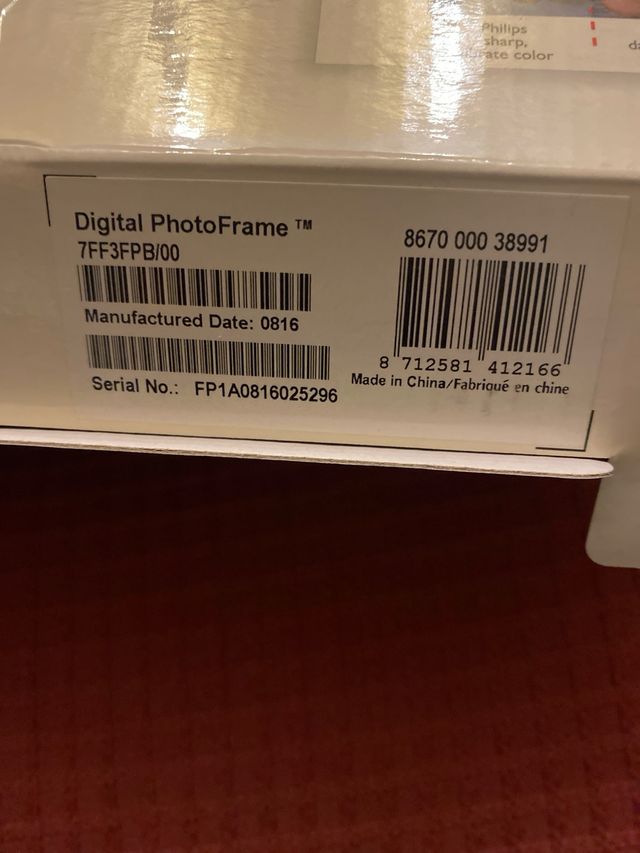 Philips
sharp,
color
Digital PhotoFrame ™
7FF3FPB/00
Manufactured Date: 0816
Serial No.: FP1A0816025296
8670 000 38991
8 712581 412166
Made in China/Fabriqué en chine